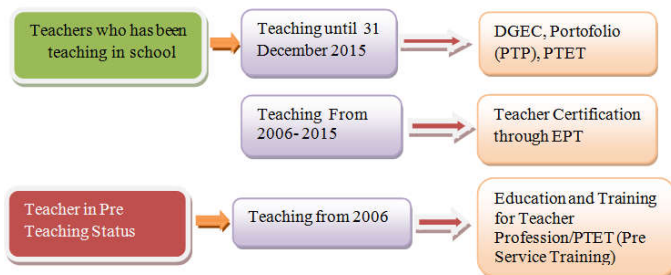 Teachers who has been
teaching in school
Teaching until 31
December 2015
DGEC, Portofolio
(PTP), PTET
Teaching From
2006-2015
Teacher Certification
through EPT
Teacher in Pre
Teaching Status
Teaching from 2006
Education and Training
for Teacher
Profession/PTET (Pre
Service Training)